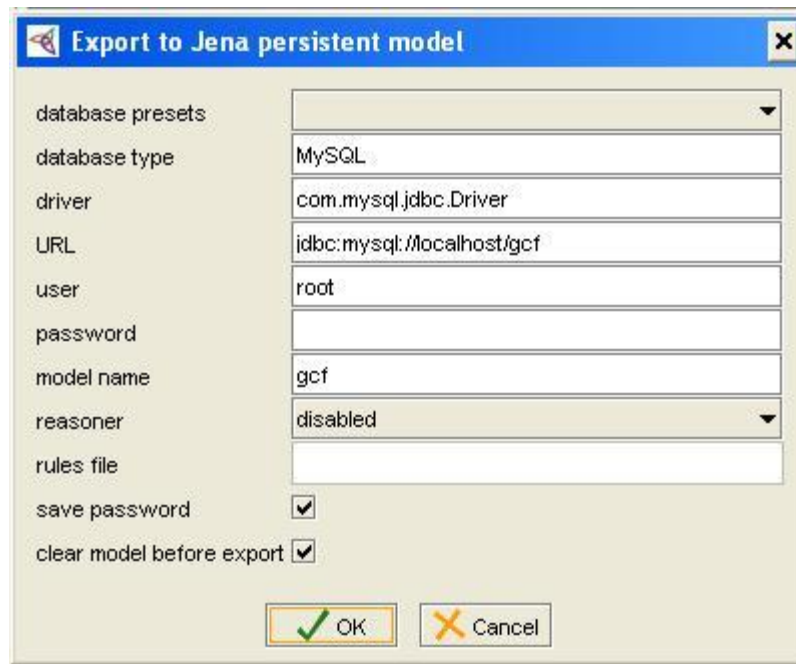 Export to Jena persistent model
database presets
database type MySQL
driver com.mysql.jdbc.Driver
URL jdbc:mysql://localhost/gcf
user root
password
model name gcf
reasoner disabled
rules file
save password
clear model before export
OK Cancel